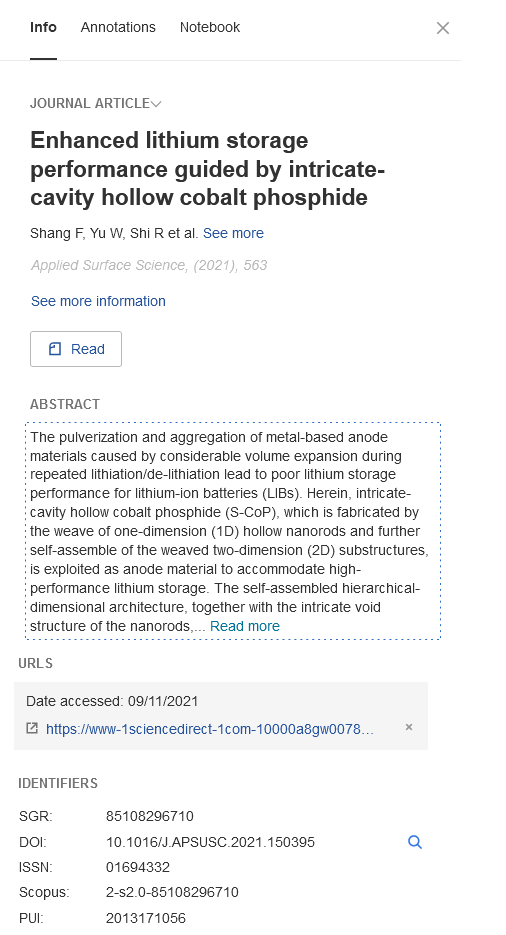 Info Annotations Notebook
JOURNAL ARTICLE
Enhanced lithium storage
performance guided by intricate-
cavity hollow cobalt phosphide
Shang F, Yu W, Shi R et al. See more
Applied Surface Science, (2021), 563
See more information
Read
ABSTRACT
The pulverization and aggregation of metal-based anode
materials caused by considerable volume expansion during
repeated lithiation/de-lithiation lead to poor lithium storage
performance for lithium-ion batteries (LIBs). Herein, intricate-
cavity hollow cobalt phosphide (S-CoP), which is fabricated by
the weave of one-dimension (1D) hollow nanorods and further
self-assemble of the weaved two-dimension (2D) substructures,
is exploited as anode material to accommodate high-
performance lithium storage. The self-assembled hierarchical-
dimensional architecture, together with the intricate void
structure of the nanorods,... Read more
URLS
Date accessed: 09/11/2021
https://www-1sciencedirect-1com-10000a8gw0078...
IDENTIFIERS
SGR: 85108296710
DOI: 10.1016/J.APSUSC.2021.150395
ISSN: 01694332
Scopus: 2-s2.0-85108296710
PUI: 2013171056